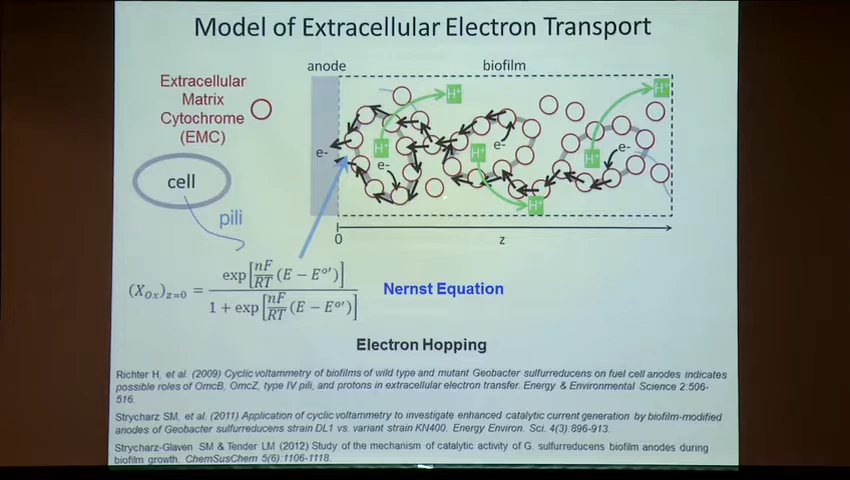 Model of Extracellular Electron Transport
anode
biofilm
Extracellular
Matrix
Cytochrome
(EMC)
H⁺
H⁺
H⁺
H⁺
H⁺
H⁺
e-
e-
e-
e-
cell
pili
0
z
(X_Ox)_z=0 = exp[nF/RT (E − E°′)] / 1 + exp[nF/RT (E − E°′)]
Nernst Equation
Electron Hopping
Richter H, et al. (2009) Cyclic voltammetry of biofilms of wild type and mutant Geobacter sulfurreducens on fuel cell anodes indicates
possible roles of OmcB, OmcZ, type IV pili, and protons in extracellular electron transfer. Energy & Environmental Science 2:506-
516.
Strycharz SM, et al. (2011) Application of cyclic voltammetry to investigate enhanced catalytic current generation by biofilm-modified
anodes of Geobacter sulfurreducens strain DL1 vs. variant strain KN400. Energy Environ. Sci. 4(3):896-913.
Strycharz-Glaven SM & Tender LM (2012) Study of the mechanism of catalytic activity of G. sulfurreducens biofilm anodes during
biofilm growth. ChemSusChem 5(6):1106-1118.